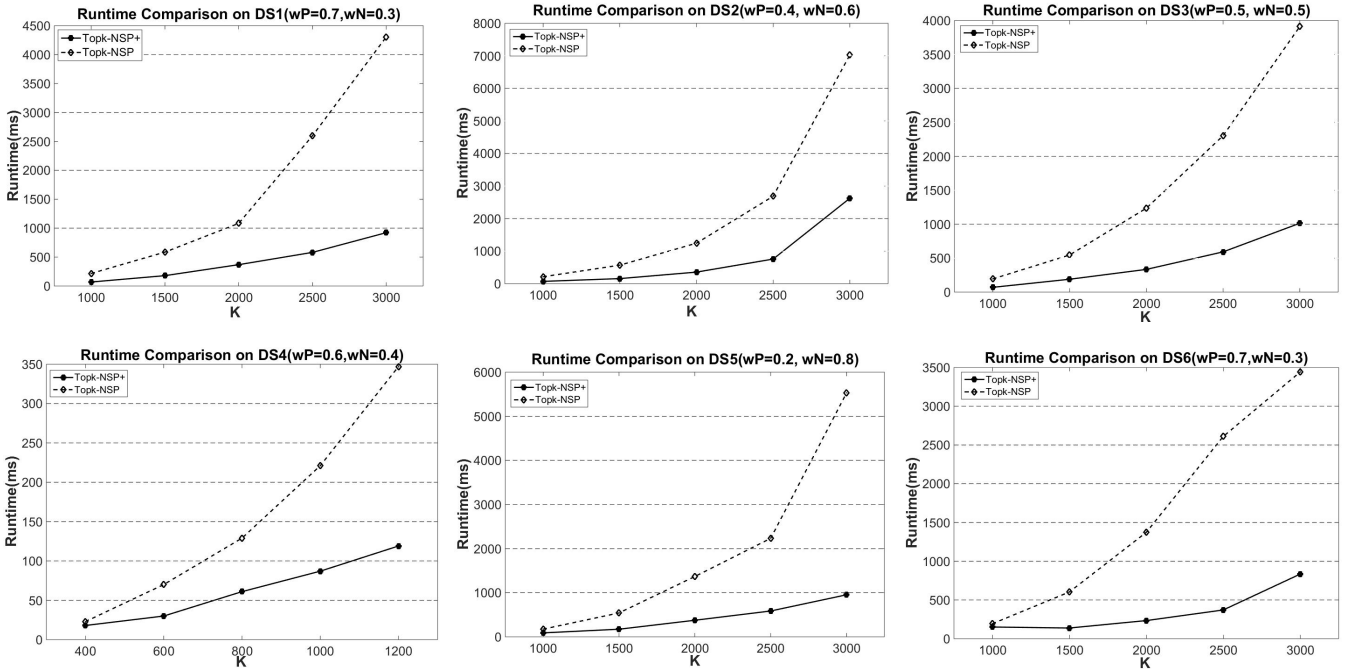 Runtime Comparison on DS1(wP=0.7,wN=0.3)
Topk-NSP+
Topk-NSP
Runtime(ms)
4500
4000
3500
3000
2500
2000
1500
1000
500
0
1000 1500 2000 2500 3000
K
Runtime Comparison on DS2(wP=0.4, wN=0.6)
Topk-NSP+
Topk-NSP
Runtime(ms)
8000
7000
6000
5000
4000
3000
2000
1000
0
1000 1500 2000 2500 3000
K
Runtime Comparison on DS3(wP=0.5, wN=0.5)
Topk-NSP+
Topk-NSP
Runtime(ms)
4000
3500
3000
2500
2000
1500
1000
500
0
1000 1500 2000 2500 3000
K
Runtime Comparison on DS4(wP=0.6,wN=0.4)
Topk-NSP+
Topk-NSP
Runtime(ms)
350
300
250
200
150
100
50
0
400 600 800 1000 1200
K
Runtime Comparison on DS5(wP=0.2, wN=0.8)
Topk-NSP+
Topk-NSP
Runtime(ms)
6000
5000
4000
3000
2000
1000
0
1000 1500 2000 2500 3000
K
Runtime Comparison on DS6(wP=0.7,wN=0.3)
Topk-NSP+
Topk-NSP
Runtime(ms)
3500
3000
2500
2000
1500
1000
500
0
1000 1500 2000 2500 3000
K